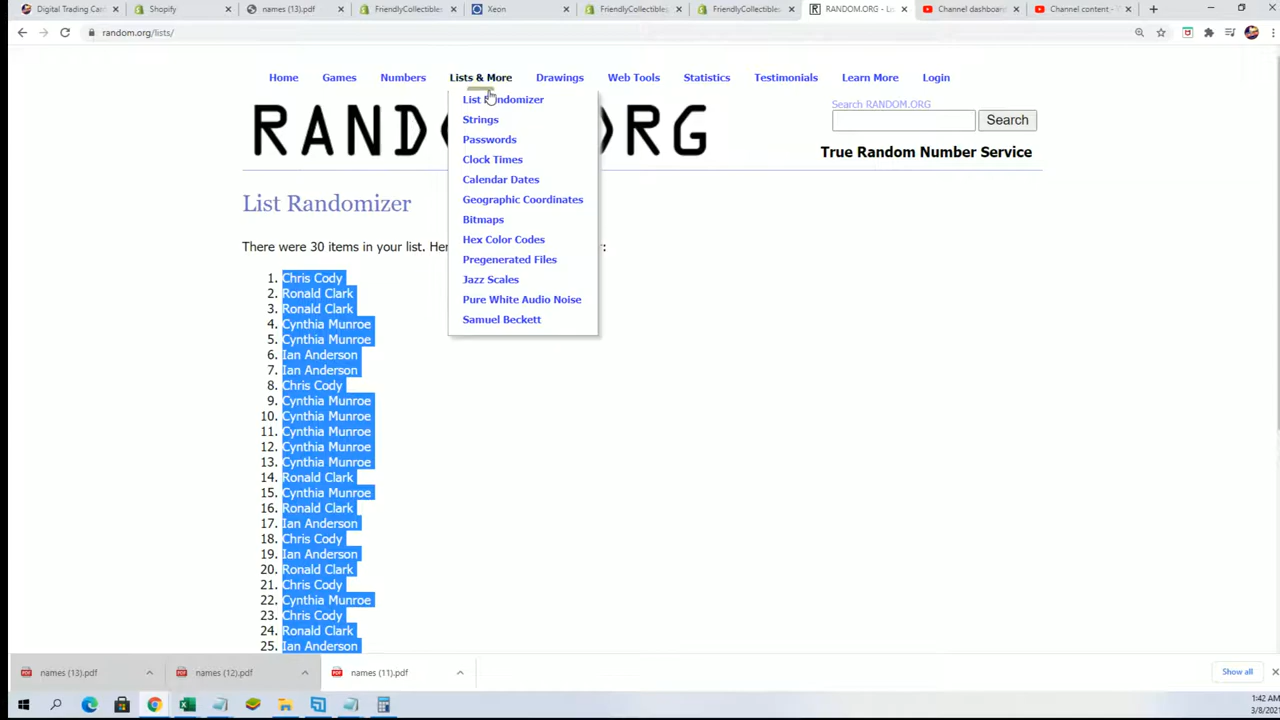 Digital Trading Car
Shopify
names (13).pdf
FriendlyCollectibles
Xeon
FriendlyCollectibles
FriendlyCollectibles
RANDOM.ORG - Li
Channel dashboard
Channel content - 
random.org/lists/
Home Games Numbers Lists & More Drawings Web Tools Statistics Testimonials Learn More Login
List Randomizer
Strings
Passwords
Clock Times
Calendar Dates
Geographic Coordinates
Bitmaps
Hex Color Codes
Pregenerated Files
Jazz Scales
Pure White Audio Noise
Samuel Beckett
RAND RG
Search RANDOM.ORG
Search
True Random Number Service
List Randomizer
There were 30 items in your list. Her
1. Chris Cody
2. Ronald Clark
3. Ronald Clark
4. Cynthia Munroe
5. Cynthia Munroe
6. Ian Anderson
7. Ian Anderson
8. Chris Cody
9. Cynthia Munroe
10. Cynthia Munroe
11. Cynthia Munroe
12. Cynthia Munroe
13. Cynthia Munroe
14. Ronald Clark
15. Cynthia Munroe
16. Ronald Clark
17. Ian Anderson
18. Chris Cody
19. Ian Anderson
20. Ronald Clark
21. Chris Cody
22. Cynthia Munroe
23. Chris Cody
24. Ronald Clark
25. Ian Anderson
names (13).pdf
names (12).pdf
names (11).pdf
Show all
1:42 AM
3/8/2021